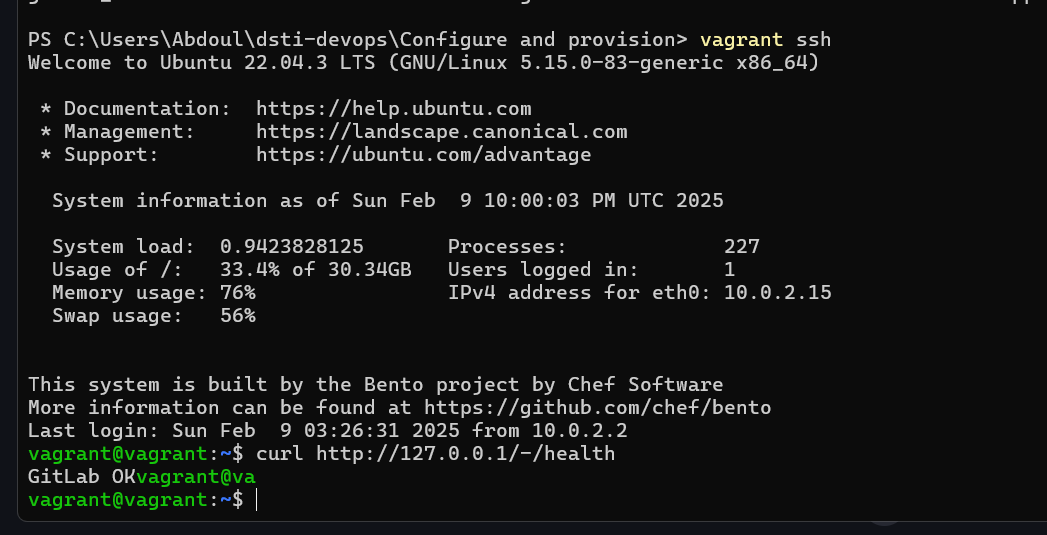 PS C:\Users\Abdoul\dsti-devops\Configure and provision> vagrant ssh
Welcome to Ubuntu 22.04.3 LTS (GNU/Linux 5.15.0-83-generic x86_64)
* Documentation: https://help.ubuntu.com
* Management: https://landscape.canonical.com
* Support: https://ubuntu.com/advantage
System information as of Sun Feb 9 10:00:03 PM UTC 2025
System load: 0.9423828125 Processes: 227
Usage of /: 33.4% of 30.34GB Users logged in: 1
Memory usage: 76% IPv4 address for eth0: 10.0.2.15
Swap usage: 56%
This system is built by the Bento project by Chef Software
More information can be found at https://github.com/chef/bento
Last login: Sun Feb 9 03:26:31 2025 from 10.0.2.2
vagrant@vagrant:~$ curl http://127.0.0.1/-/health
GitLab OKvagrant@va
vagrant@vagrant:~$